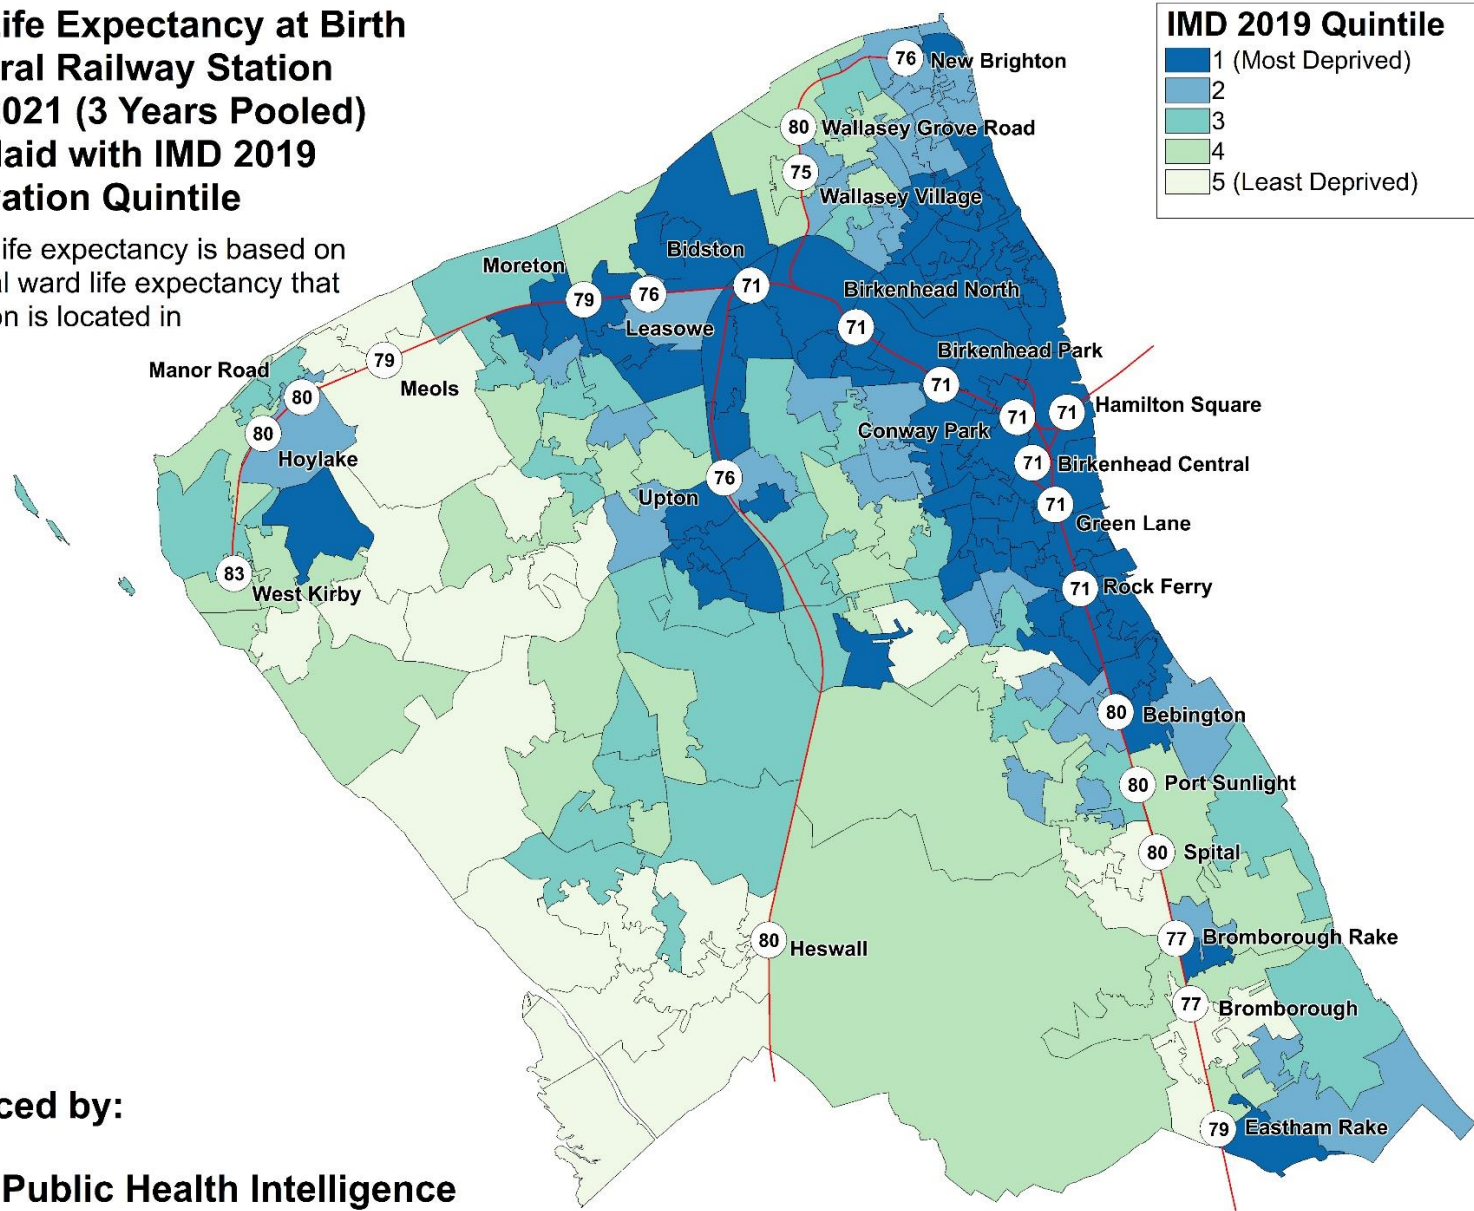 ife Expectancy at Birth
ral Railway Station
021 (3 Years Pooled)
laid with IMD 2019
ation Quintile
ife expectancy is based on
al ward life expectancy that
on is located in
IMD 2019 Quintile
1 (Most Deprived)
2
3
4
5 (Least Deprived)
76 New Brighton
80 Wallasey Grove Road
75
Wallasey Village
Bidston
Moreton
79
76
71
Birkenhead North
Leasowe
71
Birkenhead Park
Manor Road
79
Meols
71
80
71
71 Hamilton Square
80
Conway Park
Hoylake
71 Birkenhead Central
76
Upton
71
Green Lane
83
West Kirby
71 Rock Ferry
80 Bebington
80 Port Sunlight
80 Spital
80 Heswall
77 Bromborough Rake
77 Bromborough
79 Eastham Rake
ced by:
Public Health Intelligence